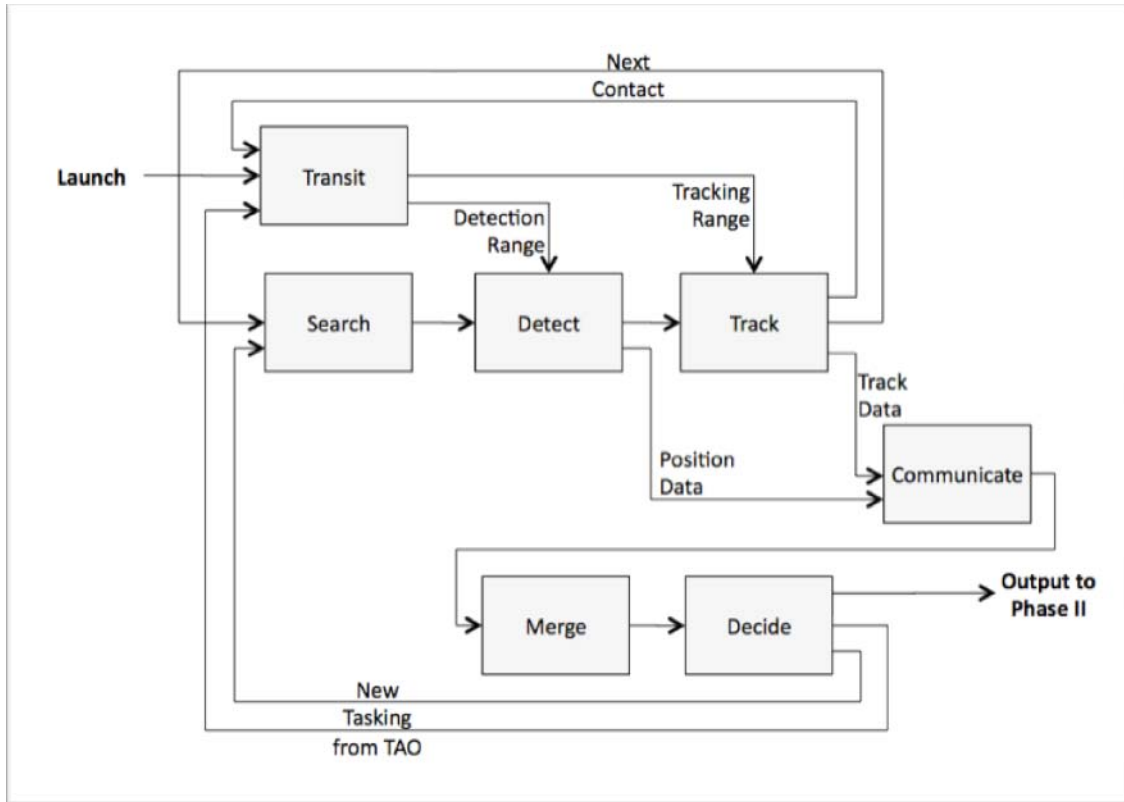 Next
Contact
Launch
Transit
Tracking
Range
Detection
Range
Search
Detect
Track
Track
Data
Position
Data
Communicate
Merge
Decide
Output to
Phase II
New
Tasking
from TAO